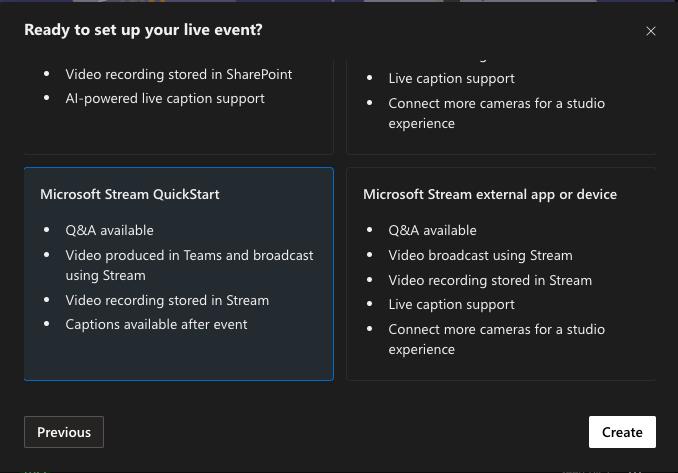 Ready to set up your live event?
Video recording stored in SharePoint
AI-powered live caption support
Live caption support
Connect more cameras for a studio
experience
Microsoft Stream QuickStart
Q&A available
Video produced in Teams and broadcast
using Stream
Video recording stored in Stream
Captions available after event
Microsoft Stream external app or device
Q&A available
Video broadcast using Stream
Video recording stored in Stream
Live caption support
Connect more cameras for a studio
experience
Previous
Create